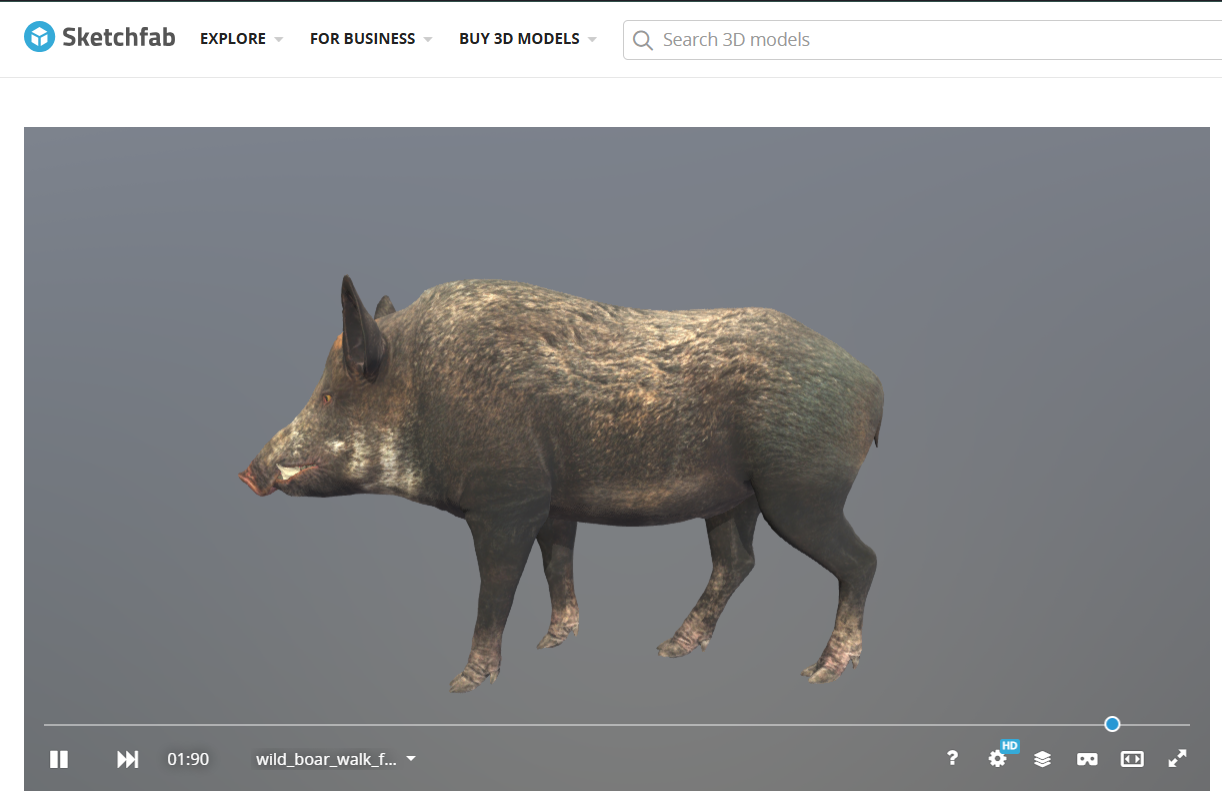 Sketchfab EXPLORE FOR BUSINESS BUY 3D MODELS Search 3D models
01:90 wild_boar_walk_f... ? HD